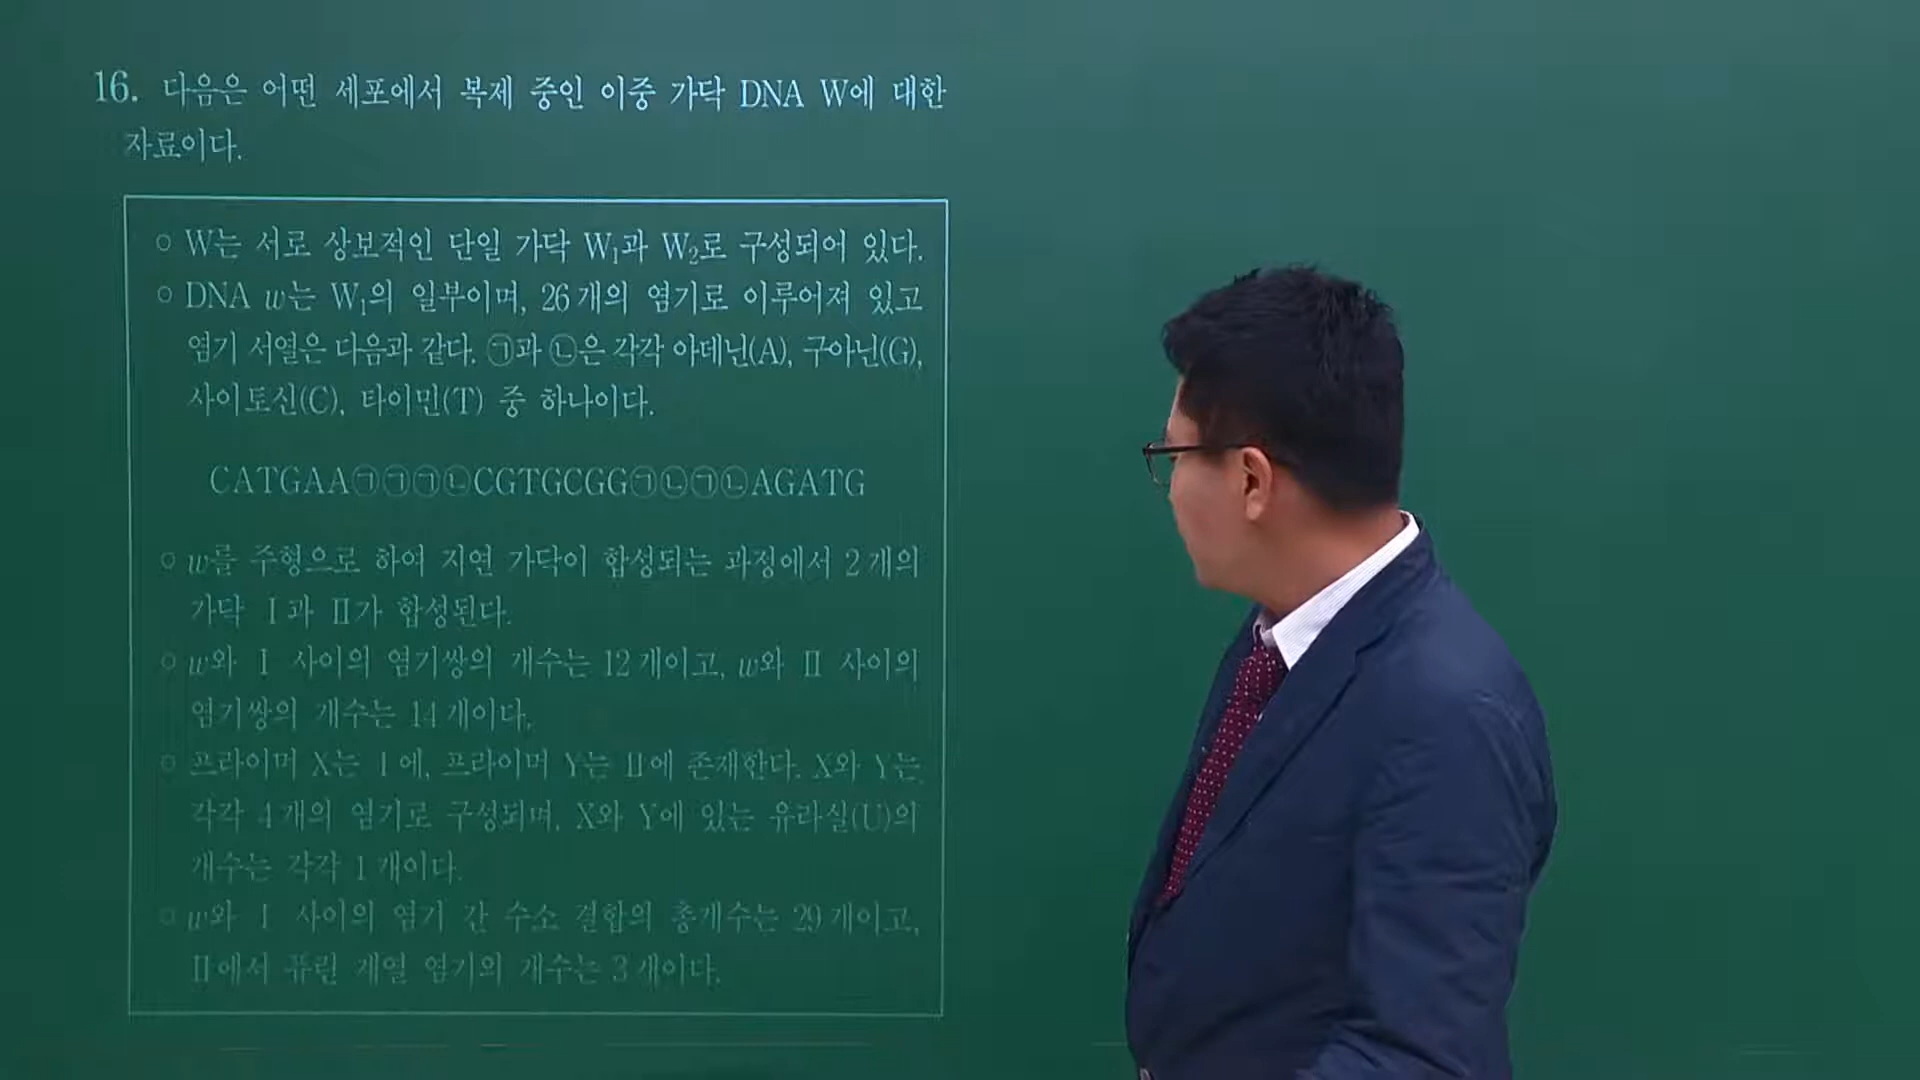 16. 다음은 어떤 세포에서 복제 중인 이중 가닥 DNA W에 대한
자료이다.
○ W는 서로 상보적인 단일 가닥 W₁과 W₂로 구성되어 있다.
○ DNA w는 W₁의 일부이며, 26개의 염기로 이루어져 있고
염기 서열은 다음과 같다. ㉠과 ㉡은 각각 아데닌(A), 구아닌(G),
사이토신(C), 타이민(T) 중 하나이다.
CATGAA㉠㉠㉠㉡CGTGCGG㉠㉡㉠㉡AGATG
○ w를 주형으로 하여 지연 가닥이 합성되는 과정에서 2개의
가닥 Ⅰ과 Ⅱ가 합성된다.
○ w와 Ⅰ 사이의 염기쌍의 개수는 12개이고, w와 Ⅱ 사이의
염기쌍의 개수는 14개이다.
○ 프라이머 X는 Ⅰ에, 프라이머 Y는 Ⅱ에 존재한다. X와 Y는
각각 4개의 염기로 구성되며, X와 Y에 있는 유라실(U)의
개수는 각각 1개이다.
○ w와 Ⅰ 사이의 염기 간 수소 결합의 총개수는 29개이고,
Ⅱ에서 퓨린 계열 염기의 개수는 3개이다.